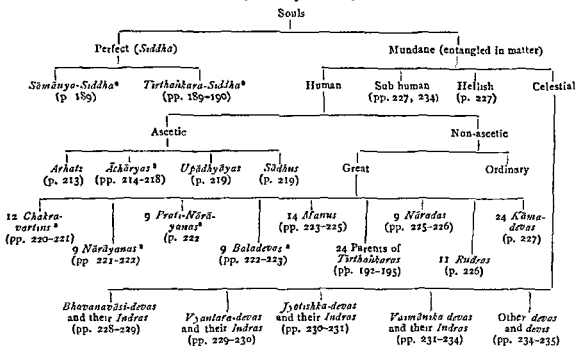 Souls
Perfect (Siddha)
Mundane (entangled in matter)
Sāmānya-Siddha*
(p 189)
Tīrthaṅkara-Siddha*
(pp. 189-190)
Human
Sub human
(pp. 227, 234)
Hellish
(p. 227)
Celestial
Ascetic
Non-ascetic
Arhats
(p. 213)
Āchāryas*
(pp. 214-218)
Upādhyāyas
(p. 219)
Sādhus
(p. 219)
Great
Ordinary
12 Chakra-
vartins*
(pp. 220-221)
9 Prati-Nārā-
yanas*
(p. 222
14 Manus
(pp. 223-225)
9 Nāradas
(pp. 225-226)
24 Kāma-
devas
(p. 227)
9 Nārāyanas*
(pp 221-222)
9 Baladevas*
(pp. 222-223)
24 Parents of
Tīrthaṅkaras
(pp. 192-195)
11 Rudras
(p. 226)
Bhavanavāsi-devas
and their Indras
(pp. 228-229)
Vyantara-devas
and their Indras
(pp. 229-230)
Jyotishka-devas
and their Indras
(pp. 230-231)
Vaimānika devas
and their Indras
(pp. 231-234)
Other devas
and devis
(pp. 234-235)